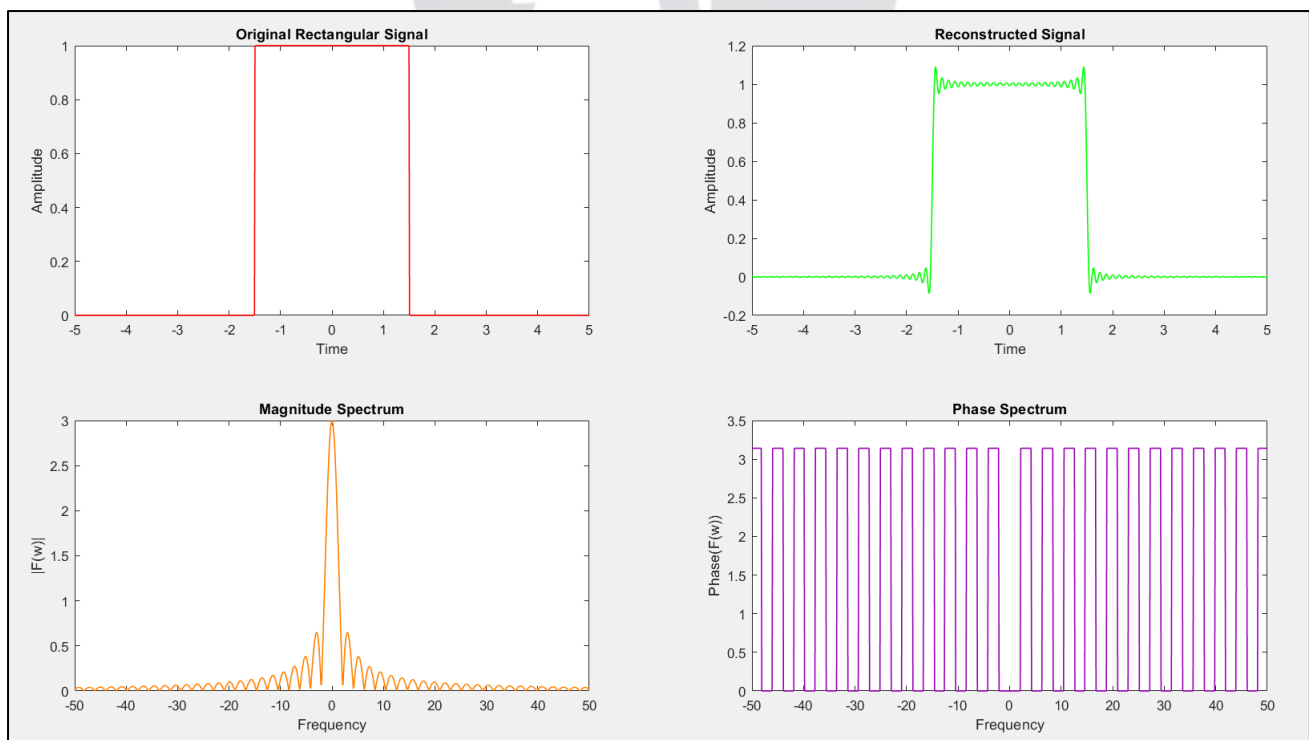 Original Rectangular Signal
Amplitude
1
0.8
0.6
0.4
0.2
0
-5 -4 -3 -2 -1 0 1 2 3 4 5
Time
Reconstructed Signal
Amplitude
1.2
1
0.8
0.6
0.4
0.2
0
-0.2
-5 -4 -3 -2 -1 0 1 2 3 4 5
Time
Magnitude Spectrum
|F(w)|
3
2.5
2
1.5
1
0.5
0
-50 -40 -30 -20 -10 0 10 20 30 40 50
Frequency
Phase Spectrum
Phase(F(w))
3.5
3
2.5
2
1.5
1
0.5
0
-50 -40 -30 -20 -10 0 10 20 30 40 50
Frequency